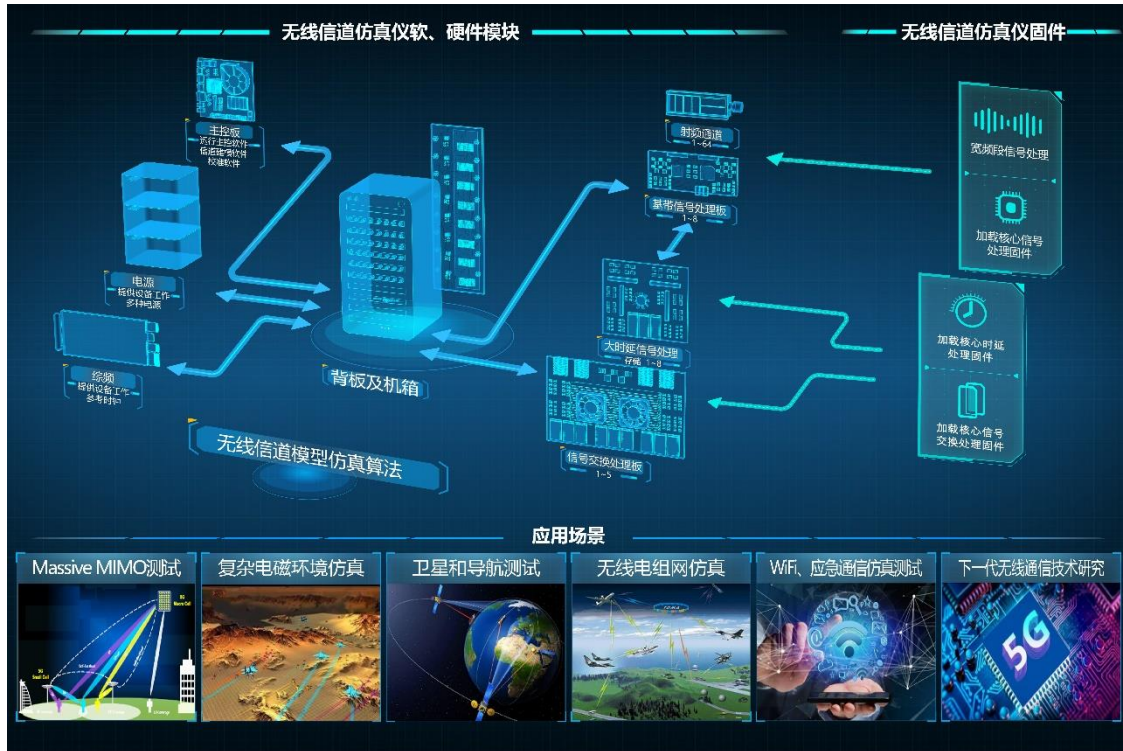 无线信道仿真仪软、硬件模块
无线信道仿真仪固件
主控板
运行主控软件
信道建模软件
校准软件
射频通道
1~64
宽频段信号处理
基带信号处理板
1~8
加载核心信号
处理固件
电源
提供设备工作
多种电源
大时延信号处理
存储 1~8
加载核心时延
处理固件
综频
提供设备工作
参考时钟
背板及机箱
加载核心信号
交换处理固件
无线信道模型仿真算法
信号交换处理板
1~5
应用场景
Massive MIMO测试
复杂电磁环境仿真
卫星和导航测试
无线电组网仿真
WiFi、应急通信仿真测试
下一代无线通信技术研究
5G
Macro Cell
5G
Small Cell
5G